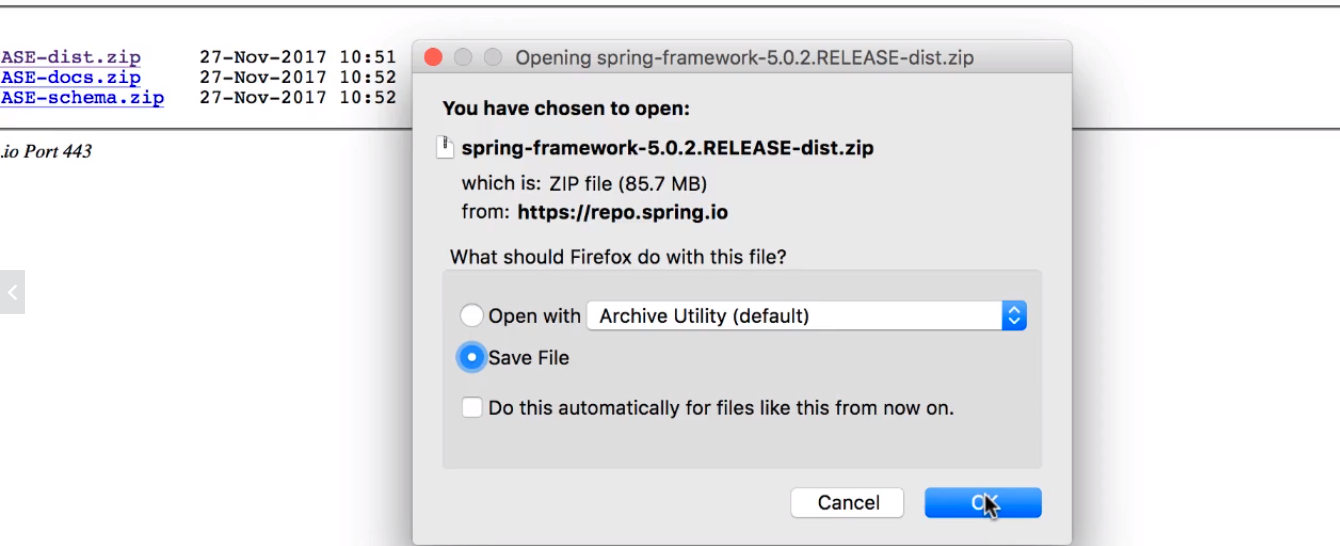 ASE-dist.zip 27-Nov-2017 10:51
ASE-docs.zip 27-Nov-2017 10:52
ASE-schema.zip 27-Nov-2017 10:52
.io Port 443
Opening spring-framework-5.0.2.RELEASE-dist.zip
You have chosen to open:
spring-framework-5.0.2.RELEASE-dist.zip
which is: ZIP file (85.7 MB)
from: https://repo.spring.io
What should Firefox do with this file?
Open with Archive Utility (default)
Save File
Do this automatically for files like this from now on.
Cancel OK